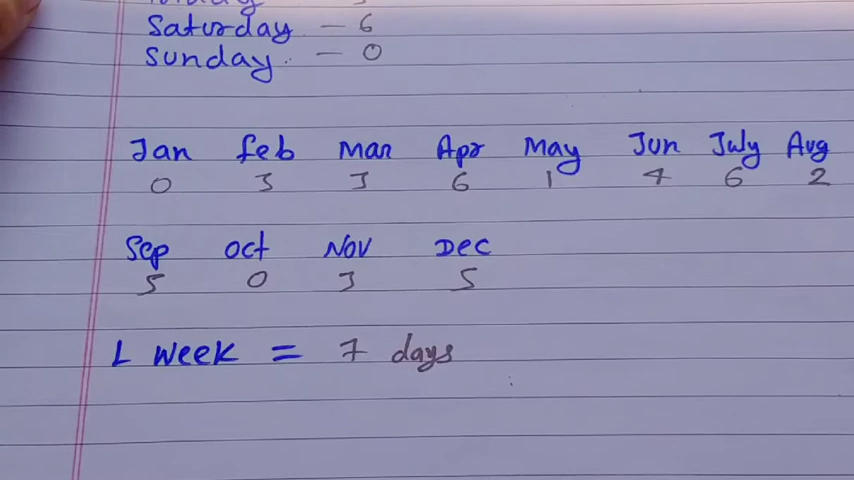 Saturday - 6
Sunday - 0
Jan Feb Mar Apr May Jun July Aug
0 3 3 6 1 4 6 2
Sep Oct Nov Dec
5 0 3 5
1 week = 7 days